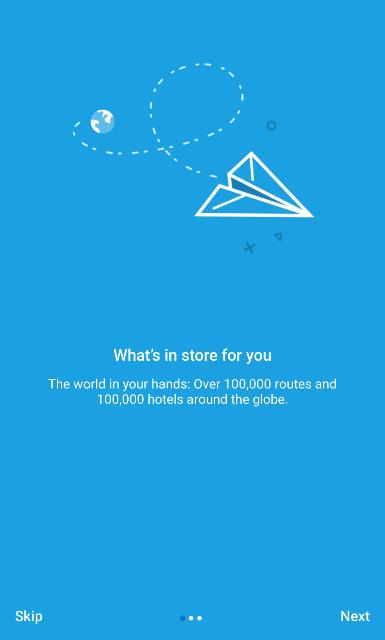 What's in store for you
The world in your hands: Over 100,000 routes and
100,000 hotels around the globe.
Skip
Next